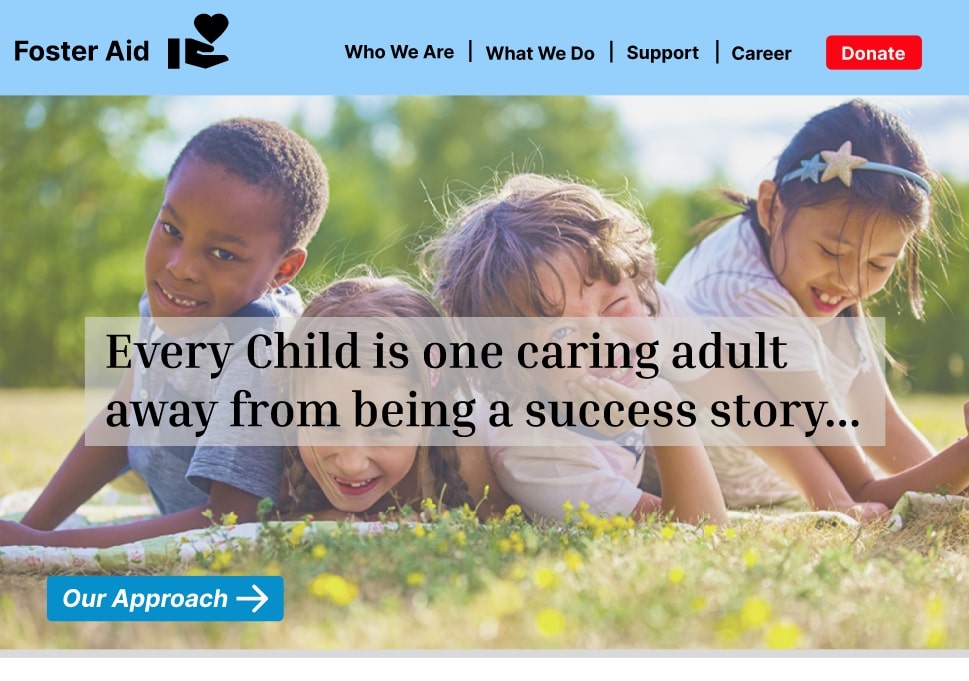 Foster Aid
Who We Are | What We Do | Support | Career
Donate
Every Child is one caring adult
away from being a success story...
Our Approach